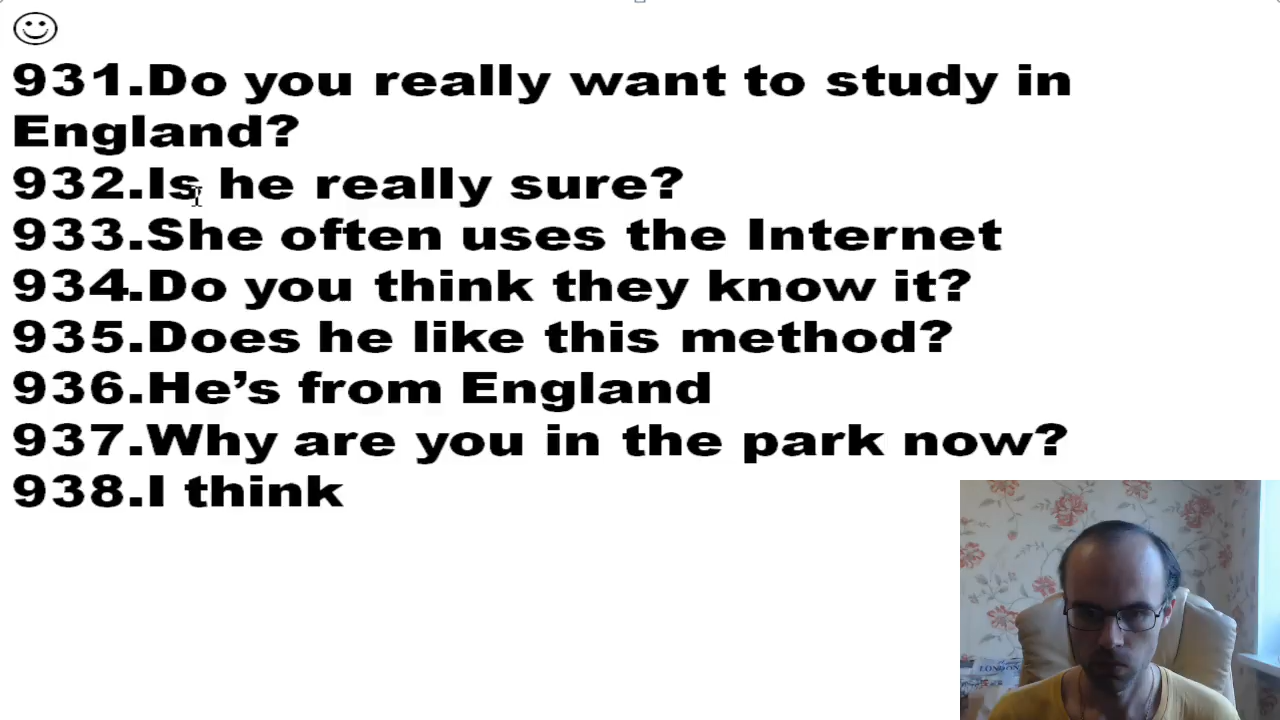 931.Do you really want to study in
England?
932.Is he really sure?
933.She often uses the Internet
934.Do you think they know it?
935.Does he like this method?
936.He’s from England
937.Why are you in the park now?
938.I think
LONDON